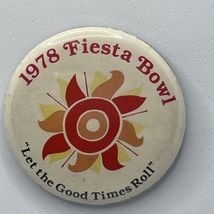 1978 Fiesta Bowl
"Let the Good Times Roll"